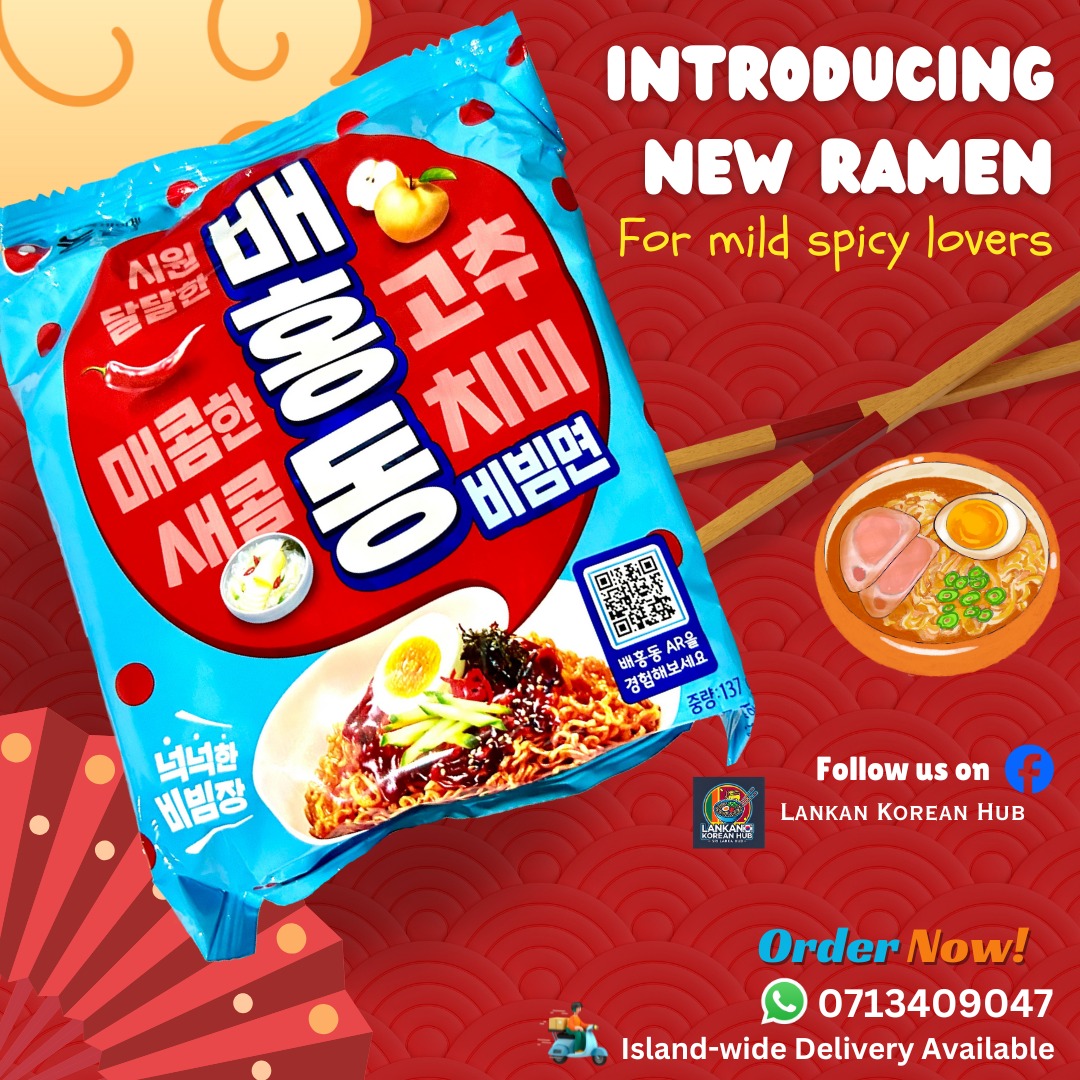 INTRODUCING
NEW RAMEN
For mild spicy lovers
시원
달달한
배홍동
고추
치미
매콤한
새콤
비빔면
배홍동 AR을
경험해보세요
중량:137
넉넉한
비빔장
Follow us on
LANKAN KOREAN HUB
LANKAN
KOREAN HUB
Order Now!
0713409047
Island-wide Delivery Available